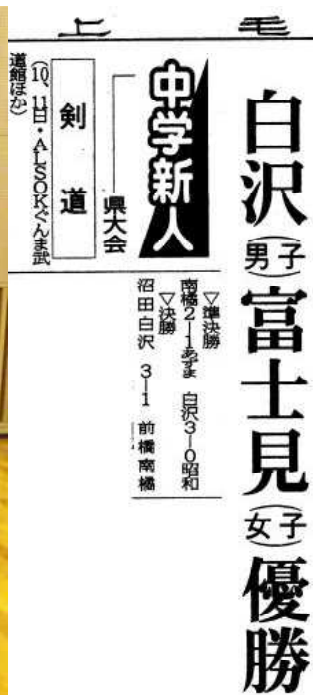 上毛
白沢(男子)富士見(女子)優勝
中学新人
県大会
剣道
(10、11日・ALSOKぐんま武
道館ほか)
▽準決勝
南橘2―1あずま 白沢3―0昭和
▽決勝
沼田白沢 3―1 前橋南橘